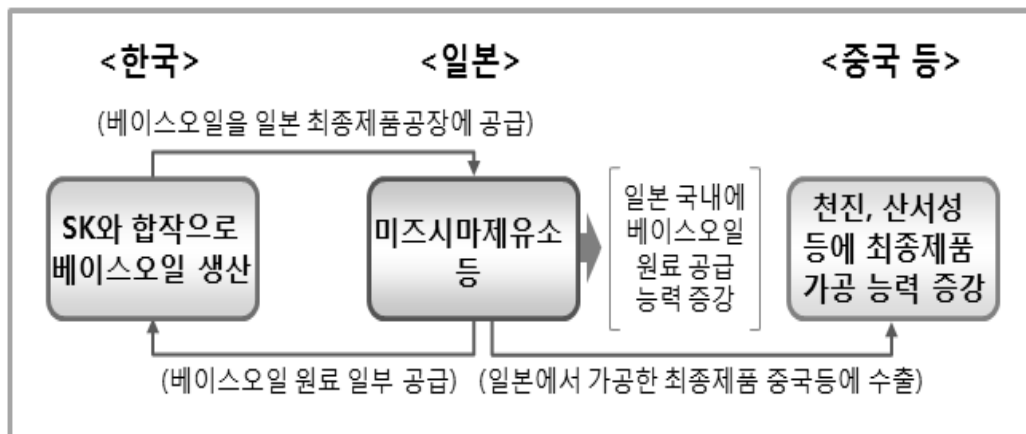 <한국>
<일본>
<중국 등>
(베이스오일을 일본 최종제품공장에 공급)
SK와 합작으로
베이스오일 생산
미즈시마제유소
등
일본 국내에
베이스오일
원료 공급
능력 증강
천진, 산서성
등에 최종제품
가공 능력 증강
(베이스오일 원료 일부 공급)
(일본에서 가공한 최종제품 중국등에 수출)